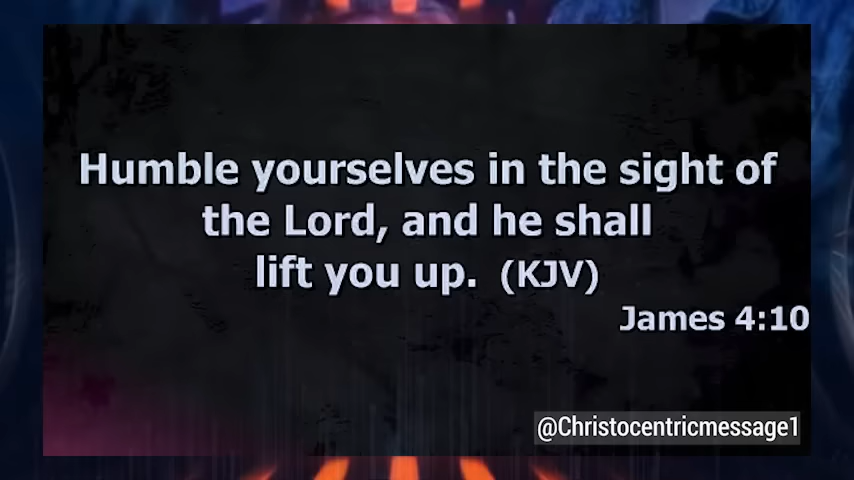 Humble yourselves in the sight of
the Lord, and he shall
lift you up. (KJV)
James 4:10
@Christocentricmessage1